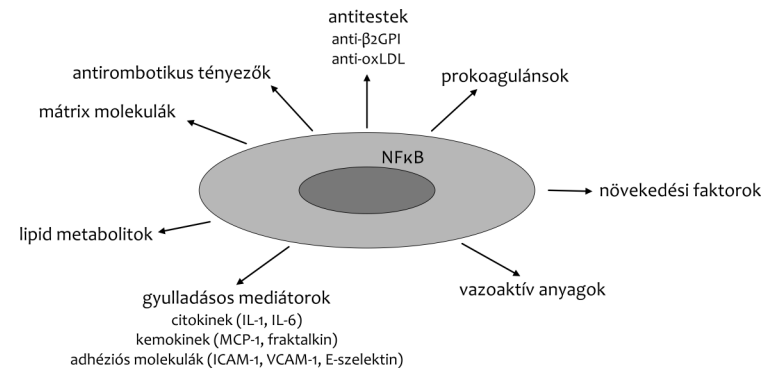 antitestek
anti-β2GPI
anti-oxLDL
antirombotikus tényezők
prokoagulánsok
mátrix molekulák
NFκB
növekedési faktorok
lipid metabolitok
vazoaktív anyagok
gyulladásos mediátorok
citokinek (IL-1, IL-6)
kemokinek (MCP-1, fraktalkin)
adhéziós molekulák (ICAM-1, VCAM-1, E-szelektin)